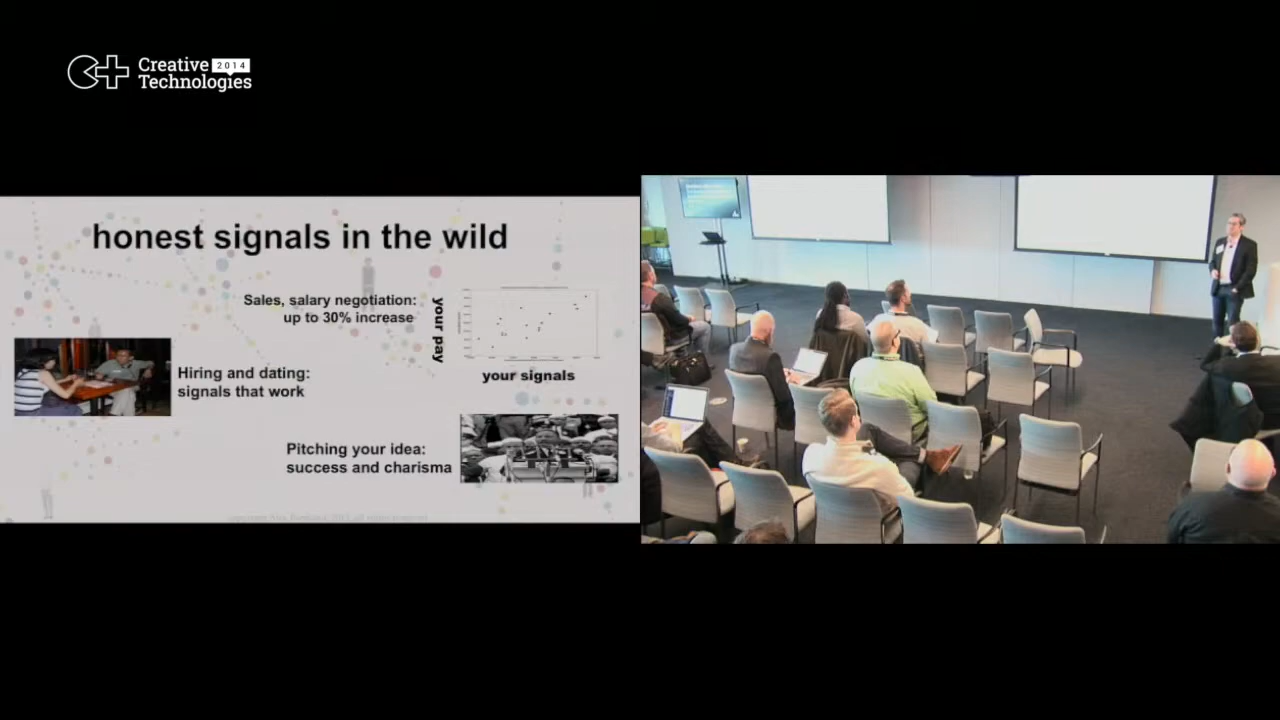 Creative 2014
Technologies
honest signals in the wild
Sales, salary negotiation:
up to 30% increase
your pay
your signals
Hiring and dating:
signals that work
Pitching your idea:
success and charisma